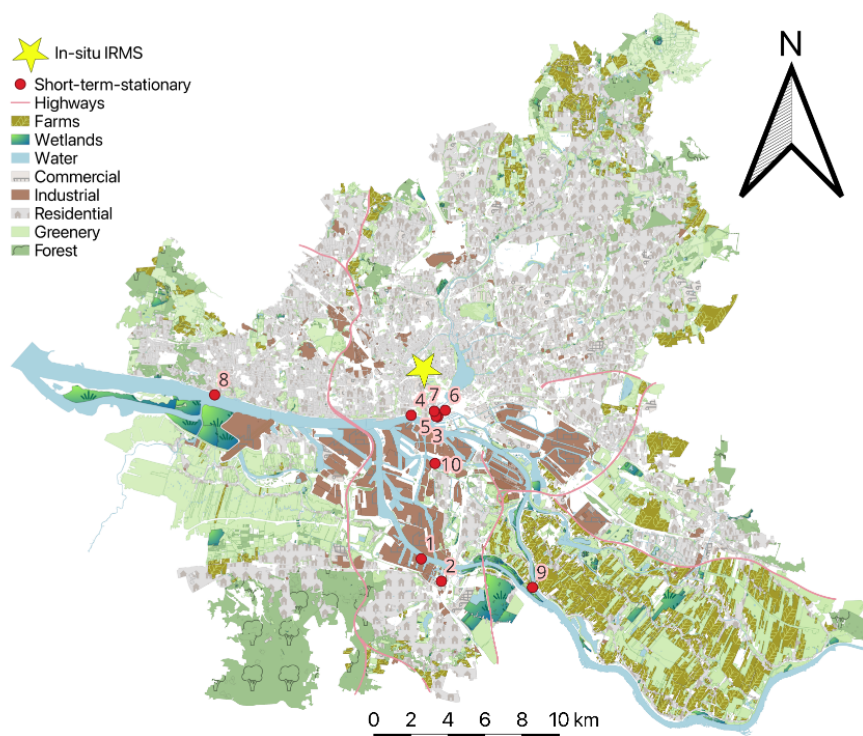 N
In-situ IRMS
Short-term-stationary
Highways
Farms
Wetlands
Water
Commercial
Industrial
Residential
Greenery
Forest
8
4 7 6
5 3
10
1
2
9
0 2 4 6 8 10 km